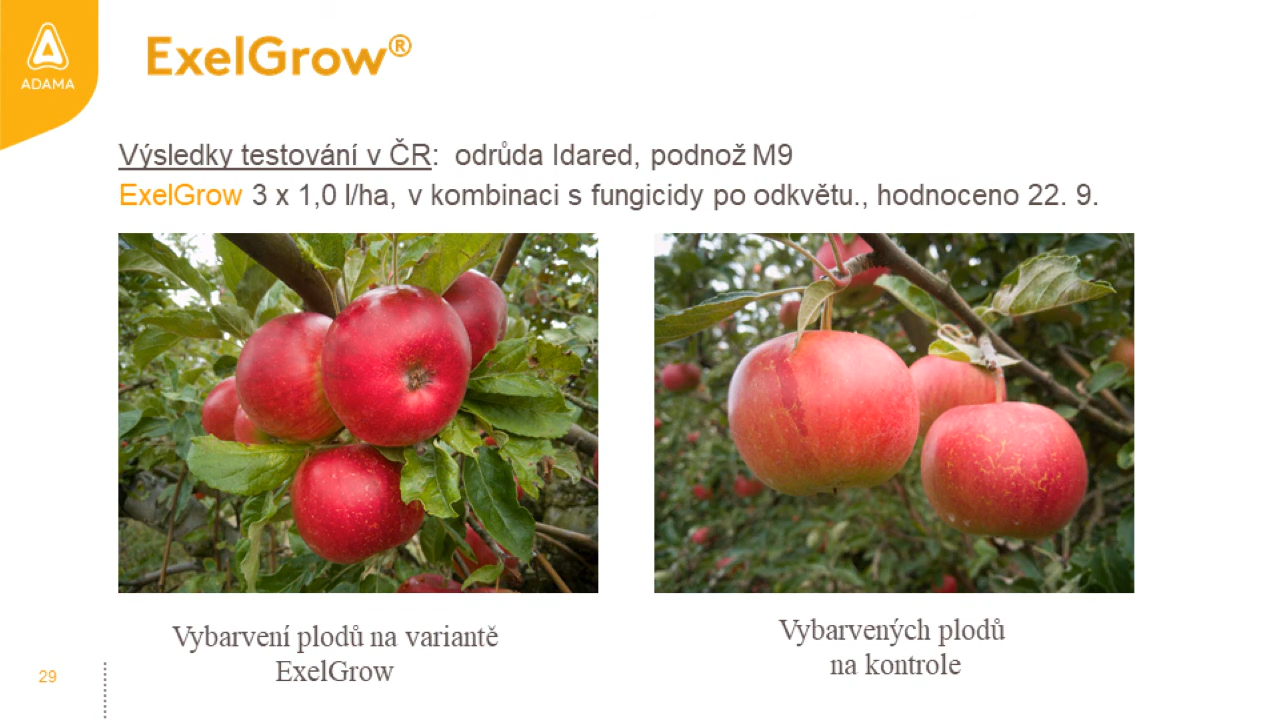 ADAMA
ExelGrow®
Výsledky testování v ČR:  odrůda Idared, podnož M9
ExelGrow 3 x 1,0 l/ha, v kombinaci s fungicidy po odkvětu., hodnoceno 22. 9.
Vybarvení plodů na variantě
ExelGrow
Vybarvených plodů
na kontrole
29